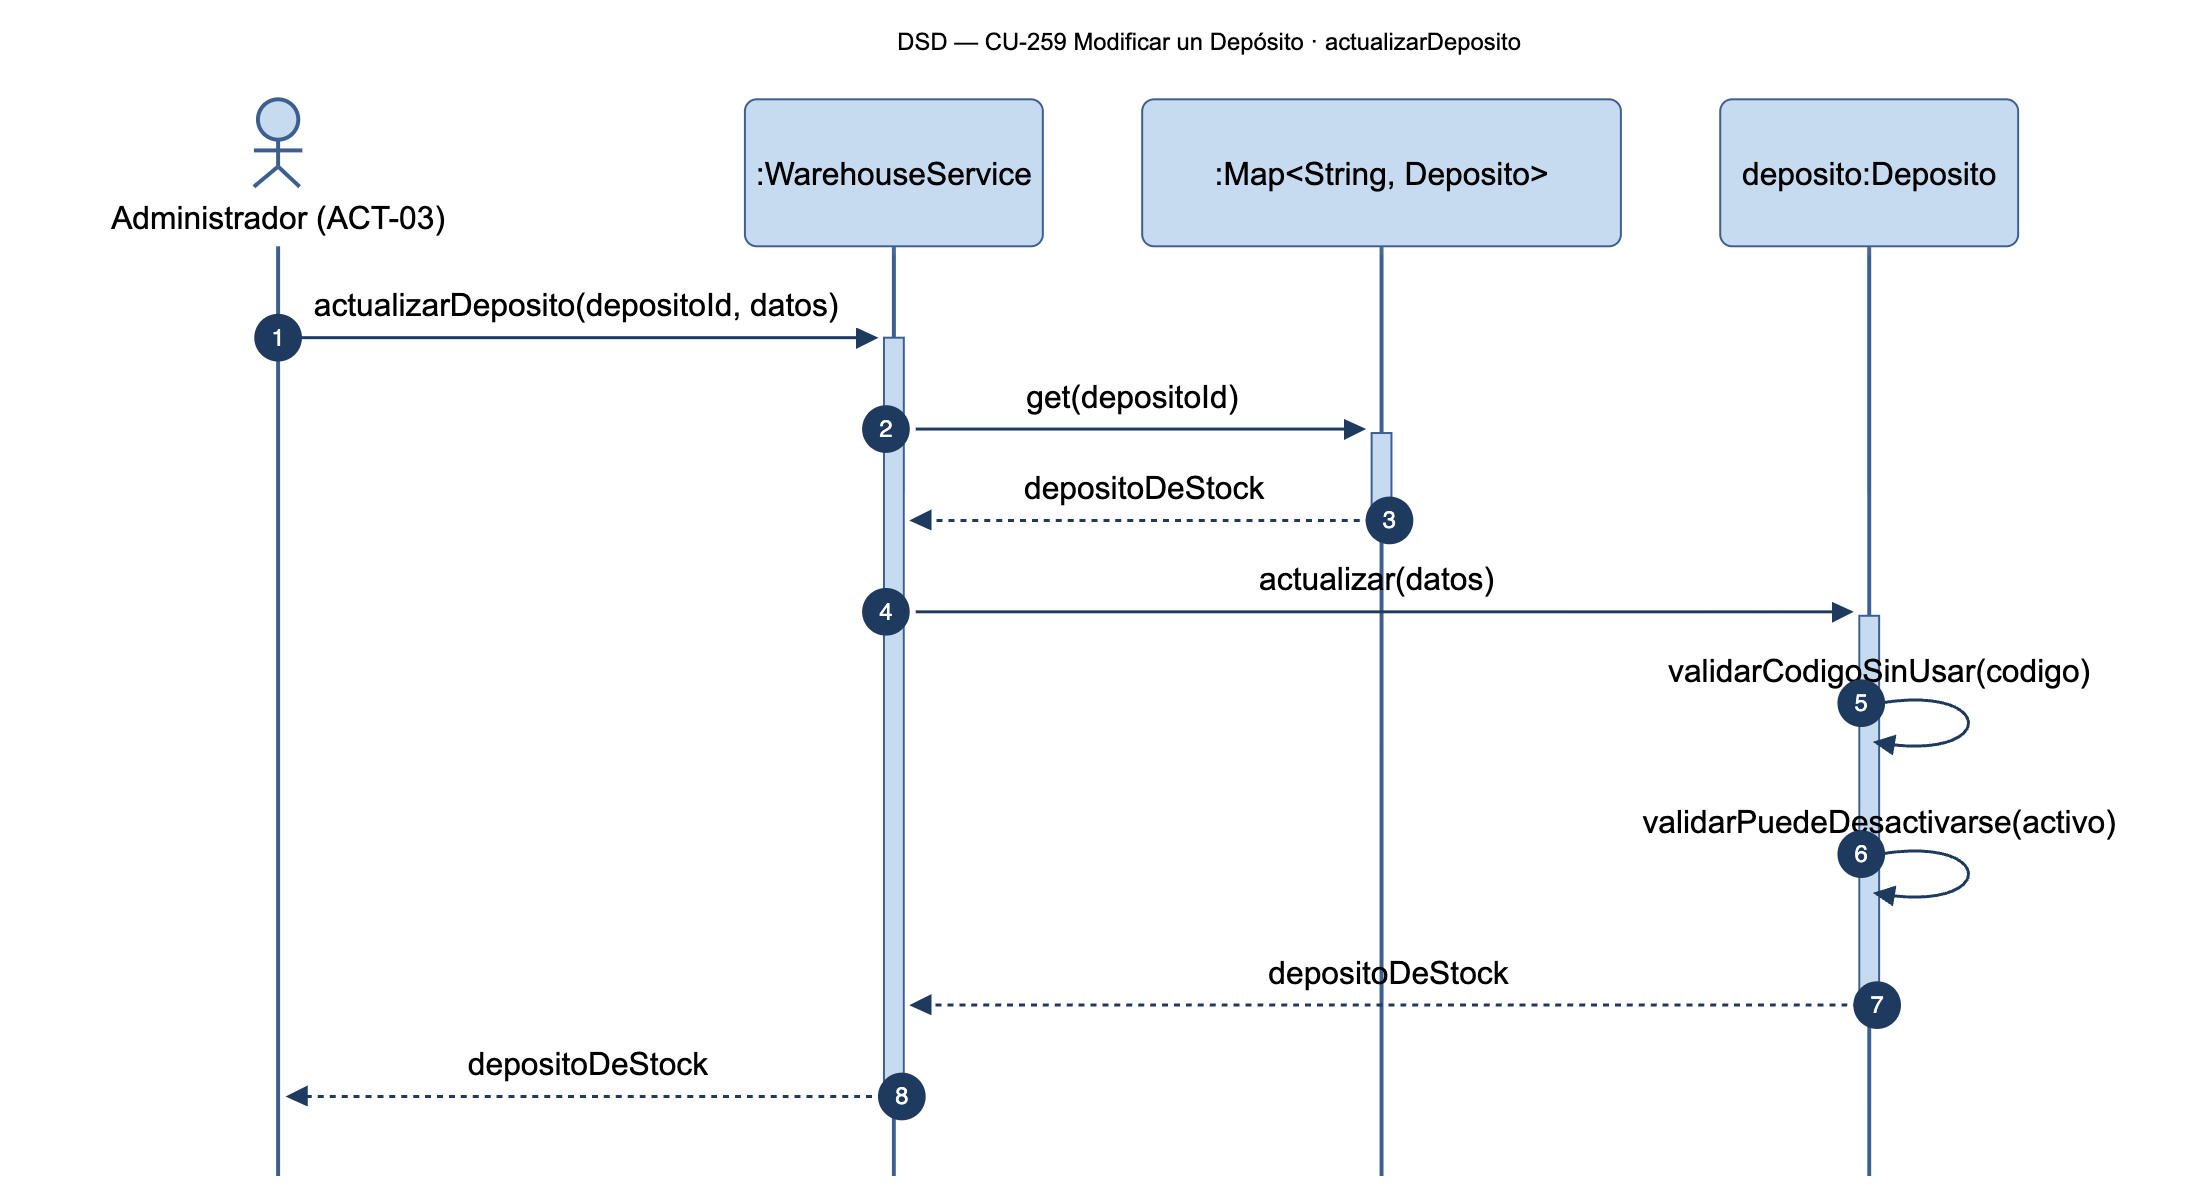 DSD — CU-259 Modificar un Depósito · actualizarDeposito
Administrador (ACT-03)
:WarehouseService
:Map<String, Deposito>
deposito:Deposito
actualizarDeposito(depositoId, datos)
1
get(depositoId)
2
depositoDeStock
3
actualizar(datos)
4
validarCodigoSinUsar(codigo)
5
validarPuedeDesactivarse(activo)
6
depositoDeStock
7
depositoDeStock
8